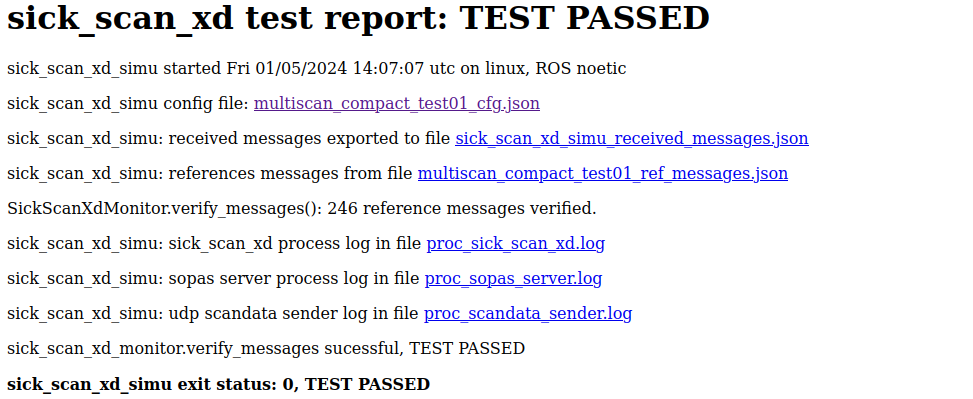 sick_scan_xd test report: TEST PASSED
sick_scan_xd_simu started Fri 01/05/2024 14:07:07 utc on linux, ROS noetic
sick_scan_xd_simu config file: multiscan_compact_test01_cfg.json
sick_scan_xd_simu: received messages exported to file sick_scan_xd_simu_received_messages.json
sick_scan_xd_simu: references messages from file multiscan_compact_test01_ref_messages.json
SickScanXdMonitor.verify_messages(): 246 reference messages verified.
sick_scan_xd_simu: sick_scan_xd process log in file proc_sick_scan_xd.log
sick_scan_xd_simu: sopas server process log in file proc_sopas_server.log
sick_scan_xd_simu: udp scandata sender log in file proc_scandata_sender.log
sick_scan_xd_monitor.verify_messages sucessful, TEST PASSED
sick_scan_xd_simu exit status: 0, TEST PASSED